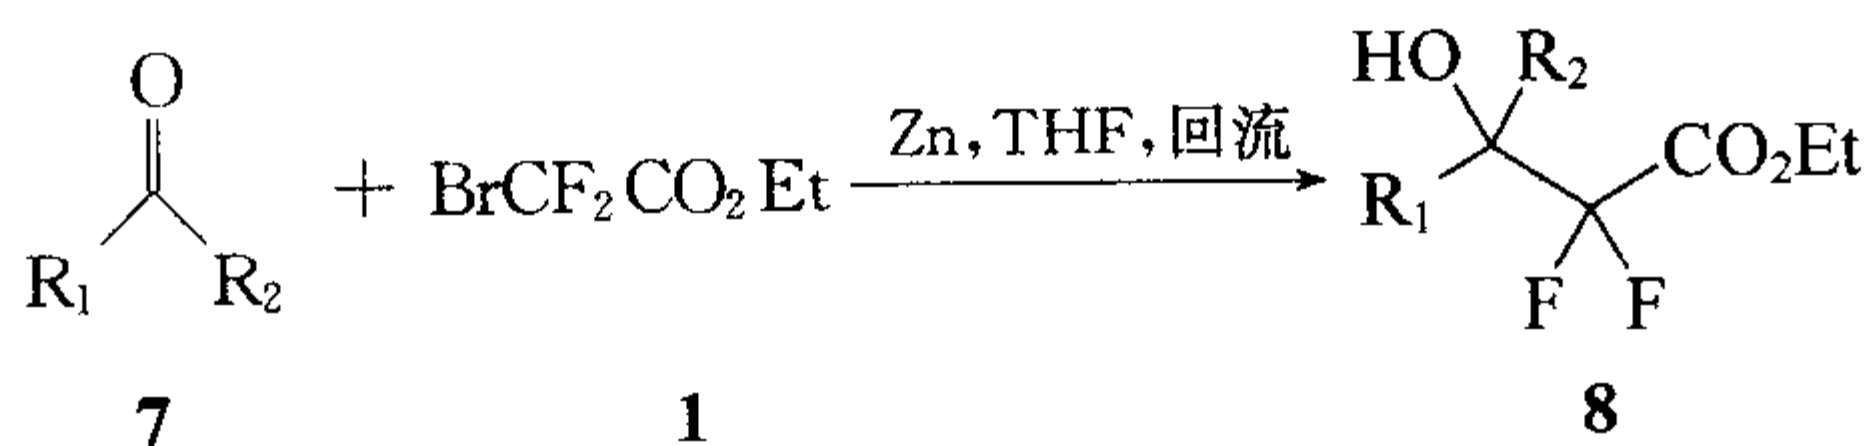 O
R₁ R₂
+ BrCF₂CO₂Et
Zn, THF, 回流
HO R₂
R₁ CO₂Et
F F
7 1 8